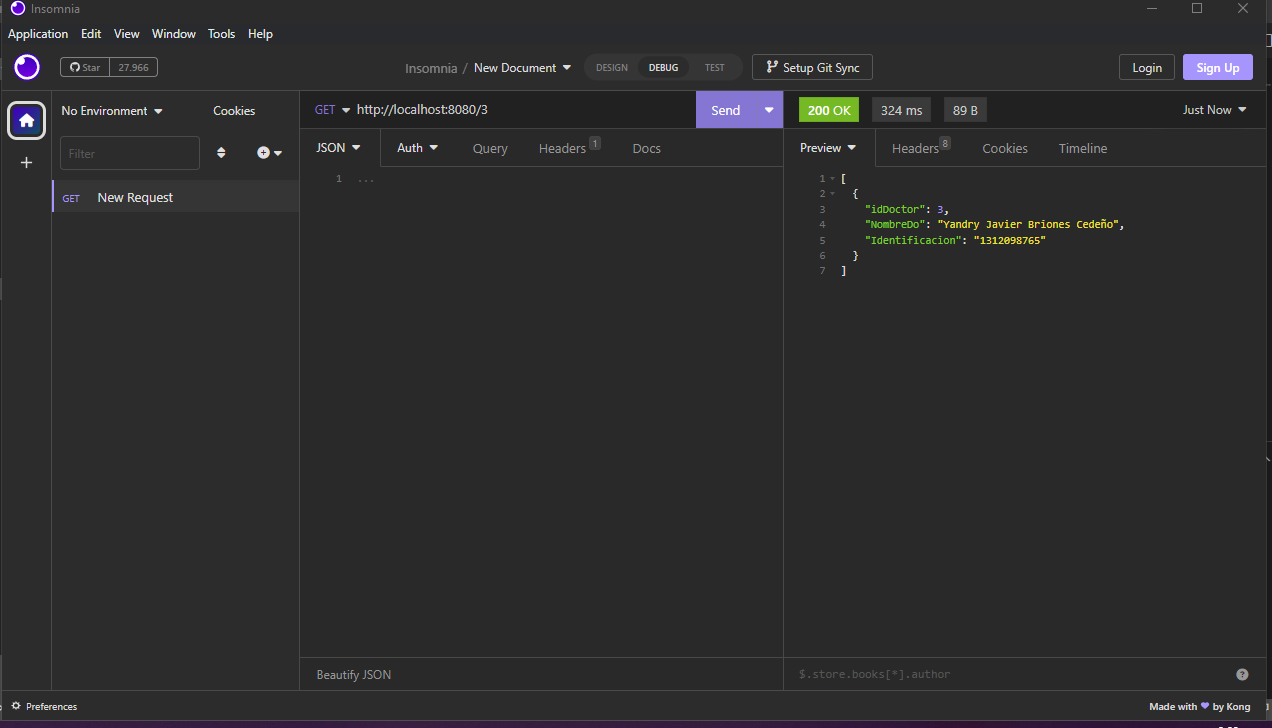 Insomnia
Application Edit View Window Tools Help
Star 27.966
Insomnia / New Document
DESIGN DEBUG TEST
Setup Git Sync
Login
Sign Up
No Environment
Cookies
Filter
GET New Request
GET http://localhost:8080/3
Send
JSON Auth Query Headers 1 Docs
1 ...
Beautify JSON
200 OK 324 ms 89 B
Just Now
Preview Headers 8 Cookies Timeline
1 [
2 {
3 "idDoctor": 3,
4 "NombreDo": "Yandry Javier Briones Cedeño",
5 "Identificacion": "1312098765"
6 }
7 ]
$.store.books[*].author
?
Preferences
Made with ❤ by Kong